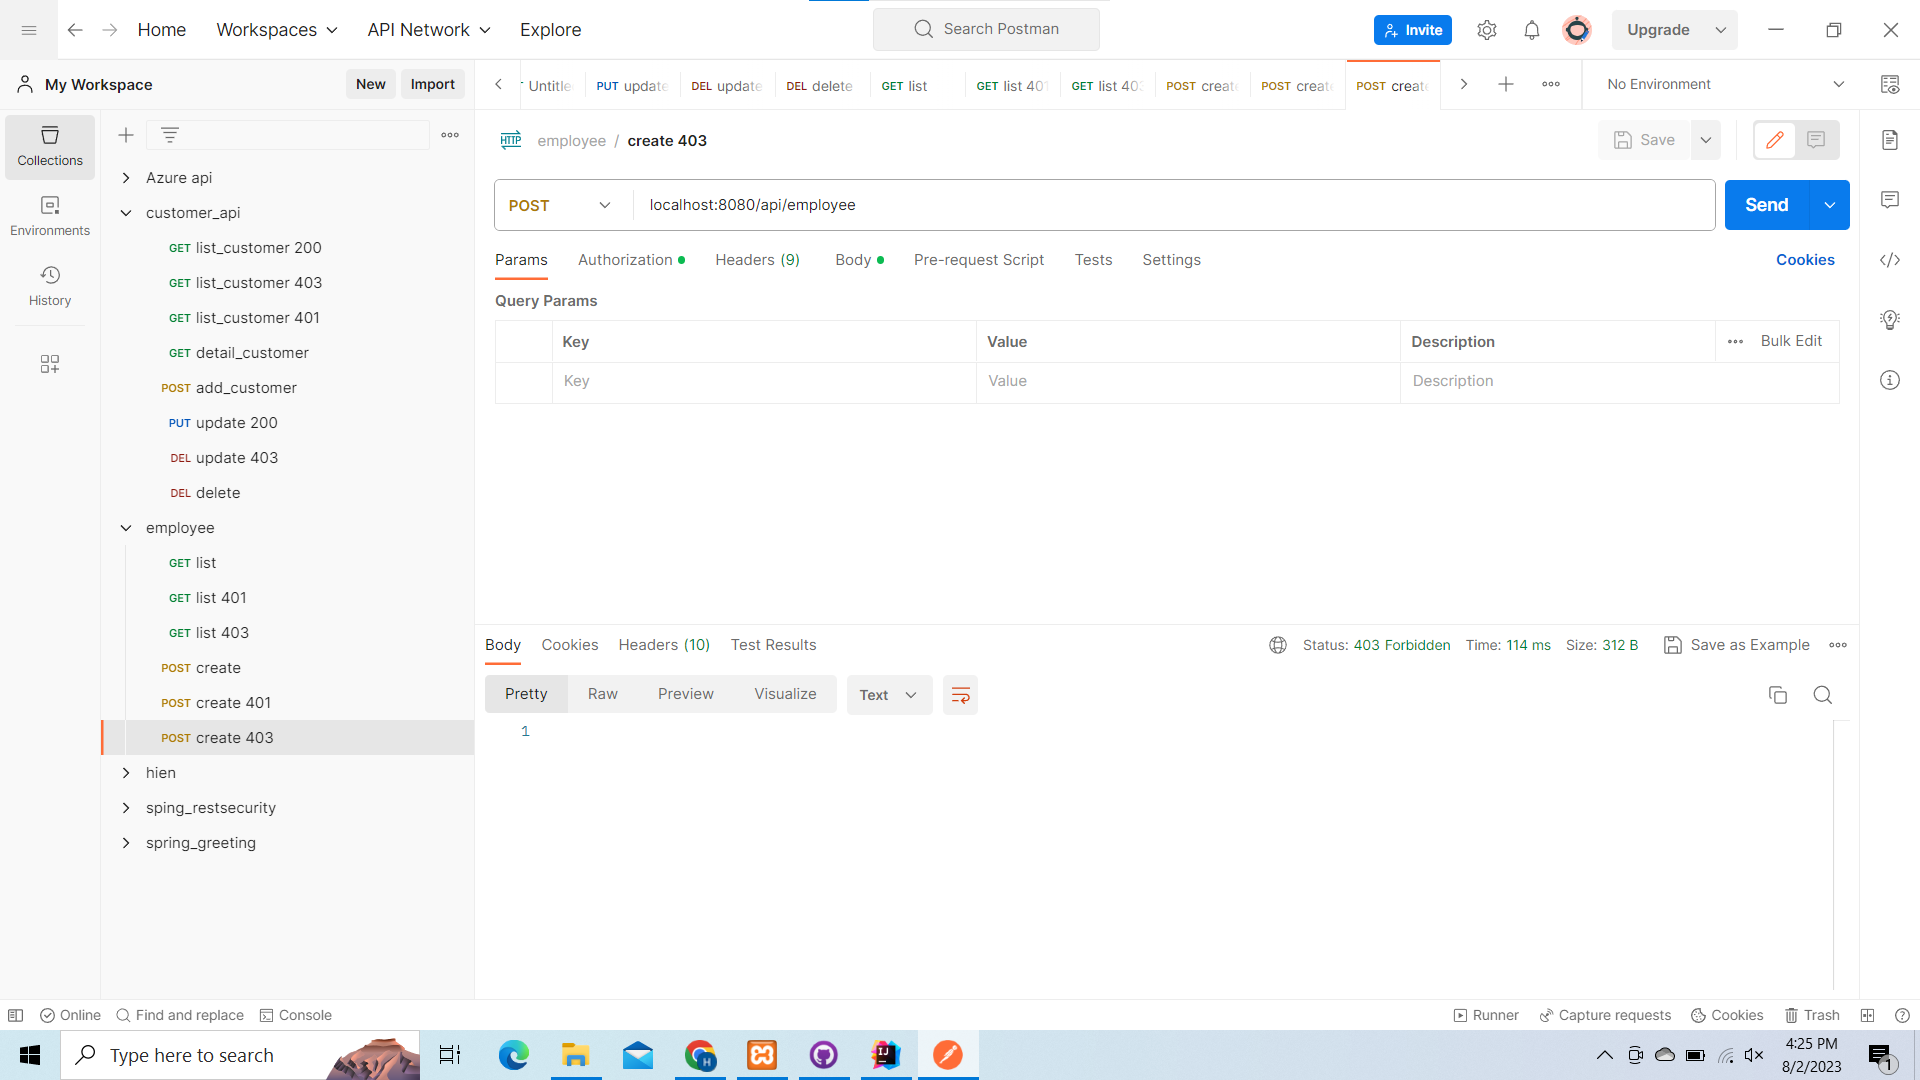 Home
Workspaces
API Network
Explore
Search Postman
Invite
Upgrade
My Workspace
New
Import
Untitle
PUT update
DEL update
DEL delete
GET list
GET list 401
GET list 403
POST create
POST create
POST create
No Environment
Collections
Environments
History
Azure api
customer_api
GET list_customer 200
GET list_customer 403
GET list_customer 401
GET detail_customer
POST add_customer
PUT update 200
DEL update 403
DEL delete
employee
GET list
GET list 401
GET list 403
POST create
POST create 401
POST create 403
hien
sping_restsecurity
spring_greeting
HTTP
employee / create 403
Save
POST
localhost:8080/api/employee
Send
Params
Authorization
Headers (9)
Body
Pre-request Script
Tests
Settings
Cookies
Query Params
Key
Value
Description
Bulk Edit
Key
Value
Description
Body
Cookies
Headers (10)
Test Results
Status: 403 Forbidden
Time: 114 ms
Size: 312 B
Save as Example
Pretty
Raw
Preview
Visualize
Text
1
Online
Find and replace
Console
Runner
Capture requests
Cookies
Trash
Type here to search
H
IJ
4:25 PM
8/2/2023
1